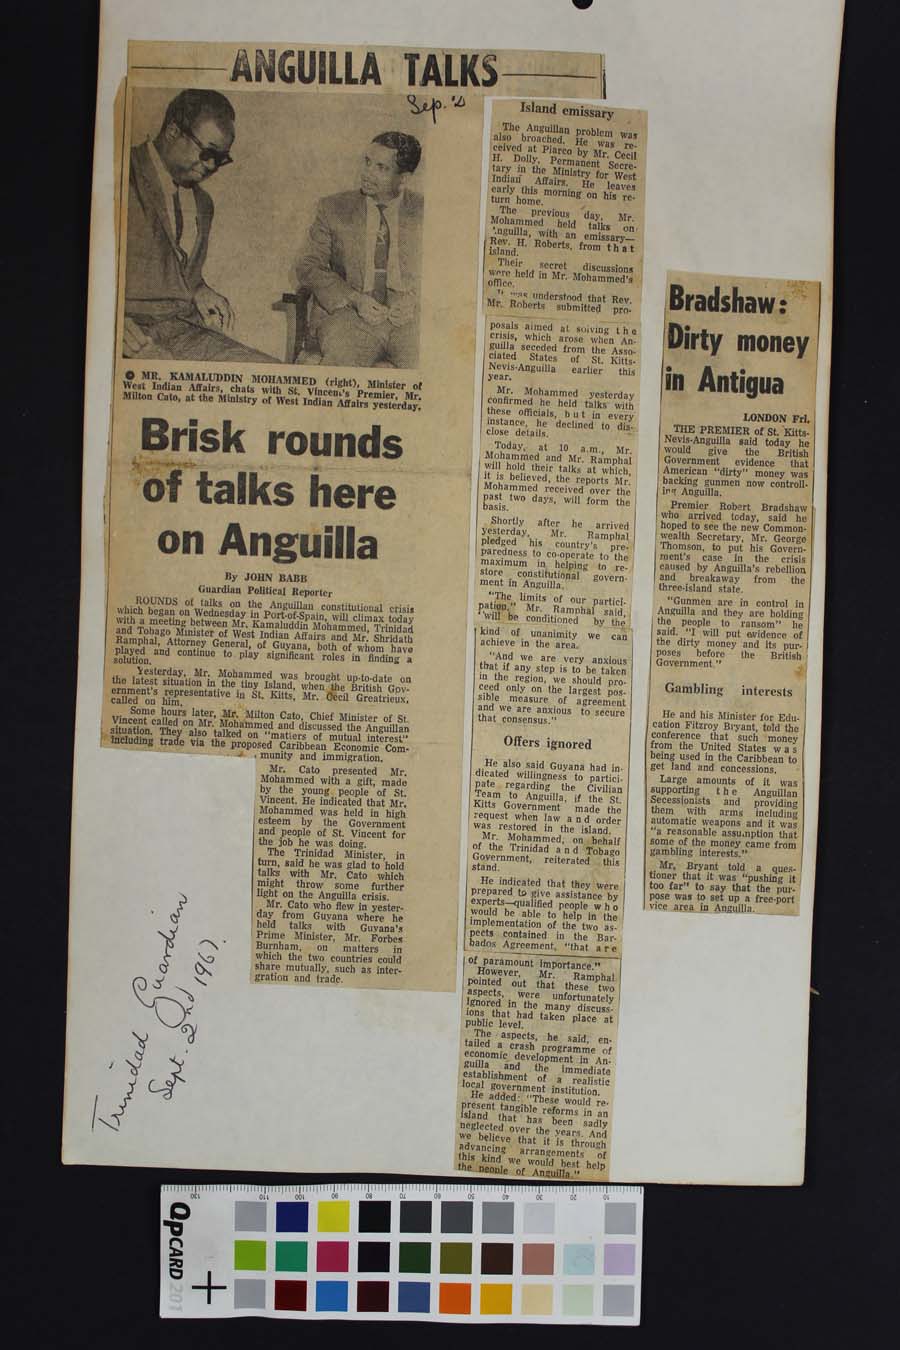 ANGUILLA TALKS
Sep. 2
● MR. KAMALUDDIN MOHAMMED (right), Minister of
West Indian Affairs, chats with St. Vincent's Premier, Mr.
Milton Cato, at the Ministry of West Indian Affairs yesterday.
Brisk rounds
of talks here
on Anguilla
By JOHN BABB
Guardian Political Reporter
ROUNDS of talks on the Anguillan constitutional crisis
which began on Wednesday in Port-of-Spain, will climax today
with a meeting between Mr. Kamaluddin Mohammed, Trinidad
and Tobago Minister of West Indian Affairs and Mr. Shridath
Ramphal, Attorney General, of Guyana, both of whom have
played and continue to play significant roles in finding a
solution.
Yesterday, Mr. Mohammed was brought up-to-date on
the latest situation in the tiny Island, when the British Gov-
ernment's representative in St. Kitts, Mr. Cecil Greatrieux,
called on him,
Some hours later, Mr. Milton Cato, Chief Minister of St.
Vincent called on Mr. Mohammed and discussed the Anguillan
situation. They also talked on "matters of mutual interest"
including trade via the proposed Caribbean Economic Com-
munity and immigration.
Mr. Cato presented Mr.
Mohammed with a gift, made
by the young people of St.
Vincent. He indicated that Mr.
Mohammed was held in high
esteem by the Government
and people of St. Vincent for
the job he was doing.
The Trinidad Minister, in
turn, said he was glad to hold
talks with Mr. Cato which
might throw some further
light on the Anguilla crisis.
Mr. Cato who flew in yester-
day from Guyana where he
held talks with Guyana's
Prime Minister, Mr. Forbes
Burnham, on matters in
which the two countries could
share mutually, such as inter-
gration and trade.
Island emissary
The Anguillan problem was
also broached. He was re-
ceived at Piarco by Mr. Cecil
H. Dolly, Permanent Secre-
tary in the Ministry for West
Indian Affairs. He leaves
early this morning on his re-
turn home.
The previous day, Mr.
Mohammed held talks on
Anguilla, with an emissary—
Rev. H. Roberts, from that
island.
Their secret discussions
were held in Mr. Mohammed's
office.
It was understood that Rev.
Mr. Roberts submitted pro-
posals aimed at solving the
crisis, which arose when An-
guilla seceded from the Asso-
ciated States of St. Kitts-
Nevis-Anguilla earlier this
year.
Mr. Mohammed yesterday
confirmed he held talks with
these officials, but in every
instance, he declined to dis-
close details.
Today, at 10 a.m., Mr.
Mohammed and Mr. Ramphal
will hold their talks at which,
it is believed, the reports Mr.
Mohammed received over the
past two days, will form the
basis.
Shortly after he arrived
yesterday, Mr. Ramphal
pledged his country's pre-
paredness to co-operate to the
maximum in helping to re-
store constitutional govern-
ment in Anguilla.
"The limits of our partici-
pation," Mr. Ramphal said,
"will be conditioned by the
kind of unanimity we can
achieve in the area.
"And we are very anxious
that if any step is to be taken
in the region, we should pro-
ceed only on the largest pos-
sible measure of agreement
and we are anxious to secure
that consensus."
Offers ignored
He also said Guyana had in-
dicated willingness to partici-
pate regarding the Civilian
Team to Anguilla, if the St.
Kitts Government made the
request when law and order
was restored in the island.
Mr. Mohammed, on behalf
of the Trinidad and Tobago
Government, reiterated this
stand.
He indicated that they were
prepared to give assistance by
experts—qualified people who
would be able to help in the
implementation of the two as-
pects contained in the Bar-
bados Agreement, "that are
of paramount importance."
However, Mr. Ramphal
pointed out that these two
aspects, were unfortunately
ignored in the many discuss-
ions that had taken place at
public level.
The aspects, he said, en-
tailed a crash programme of
economic development in An-
guilla and the immediate
establishment of a realistic
local government institution.
He added: "These would re-
present tangible reforms in an
island that has been sadly
neglected over the years. And
we believe that it is through
advancing arrangements of
this kind we would best help
the people of Anguilla."
Bradshaw:
Dirty money
in Antigua
LONDON Fri.
THE PREMIER of St. Kitts-
Nevis-Anguilla said today he
would give the British
Government evidence that
American "dirty" money was
backing gunmen now controll-
ing Anguilla.
Premier Robert Bradshaw
who arrived today, said he
hoped to see the new Common-
wealth Secretary, Mr. George
Thomson, to put his Govern-
ment's case in the crisis
caused by Anguilla's rebellion
and breakaway from the
three-island state.
"Gunmen are in control in
Anguilla and they are holding
the people to ransom" he
said. "I will put evidence of
the dirty money and its pur-
poses before the British
Government."
Gambling interests
He and his Minister for Edu-
cation Fitzroy Bryant, told the
conference that such money
from the United States was
being used in the Caribbean to
get land and concessions.
Large amounts of it was
supporting the Anguillan
Secessionists and providing
them with arms including
automatic weapons and it was
"a reasonable assumption that
some of the money came from
gambling interests."
Mr. Bryant told a ques-
tioner that it was "pushing it
too far" to say that the pur-
pose was to set up a free-port
vice area in Anguilla.
Trinidad Guardian
Sept. 2nd 1967.
130 110 100 90 80 70 60 50 40 30 20 10
QPCARD 201